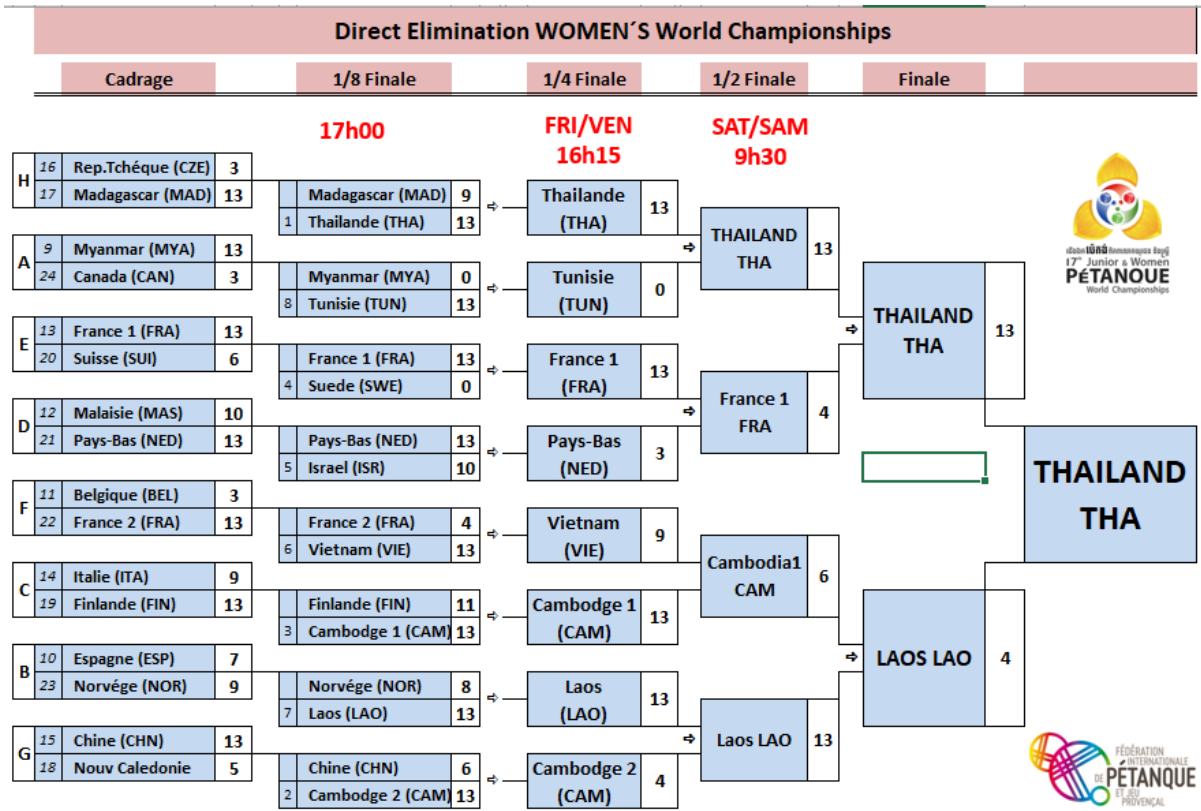 Direct Elimination WOMEN´S World Championships
Cadrage
1/8 Finale
1/4 Finale
1/2 Finale
Finale
17h00
FRI/VEN
16h15
SAT/SAM
9h30
H
16 Rep.Tchéque (CZE) 3
17 Madagascar (MAD) 13
A
9 Myanmar (MYA) 13
24 Canada (CAN) 3
E
13 France 1 (FRA) 13
20 Suisse (SUI) 6
D
12 Malaisie (MAS) 10
21 Pays-Bas (NED) 13
F
11 Belgique (BEL) 3
22 France 2 (FRA) 13
C
14 Italie (ITA) 9
19 Finlande (FIN) 13
B
10 Espagne (ESP) 7
23 Norvége (NOR) 9
G
15 Chine (CHN) 13
18 Nouv Caledonie 5
Madagascar (MAD) 9
1 Thailande (THA) 13
Myanmar (MYA) 0
8 Tunisie (TUN) 13
France 1 (FRA) 13
4 Suede (SWE) 0
Pays-Bas (NED) 13
5 Israel (ISR) 10
France 2 (FRA) 4
6 Vietnam (VIE) 13
Finlande (FIN) 11
3 Cambodge 1 (CAM) 13
Norvége (NOR) 8
7 Laos (LAO) 13
Chine (CHN) 6
2 Cambodge 2 (CAM) 13
Thailande
(THA)
13
Tunisie
(TUN)
0
France 1
(FRA)
13
Pays-Bas
(NED)
3
Vietnam
(VIE)
9
Cambodge 1
(CAM)
13
Laos
(LAO)
13
Cambodge 2
(CAM)
4
THAILAND
THA
13
France 1
FRA
4
Cambodia1
CAM
6
Laos LAO 13
THAILAND
THA
13
LAOS LAO 4
THAILAND
THA
17th Junior & Women
PÉTANQUE
World Championships
FÉDÉRATION
INTERNATIONALE
DE PÉTANQUE
ET JEU
PROVENÇAL